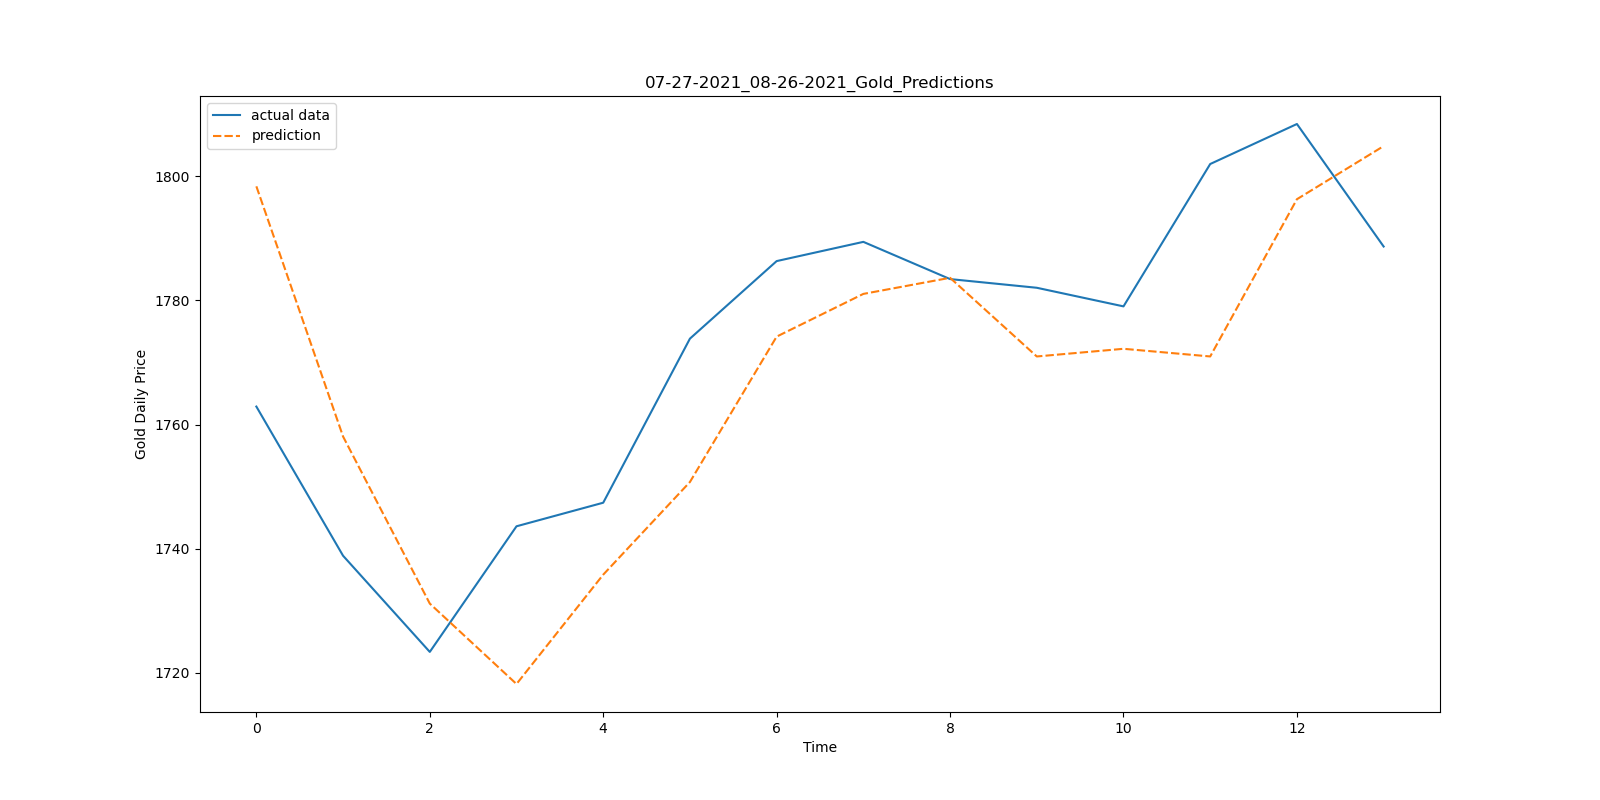 07-27-2021_08-26-2021_Gold_Predictions
actual data
prediction
1800
1780
1760
1740
1720
Gold Daily Price
0 2 4 6 8 10 12
Time